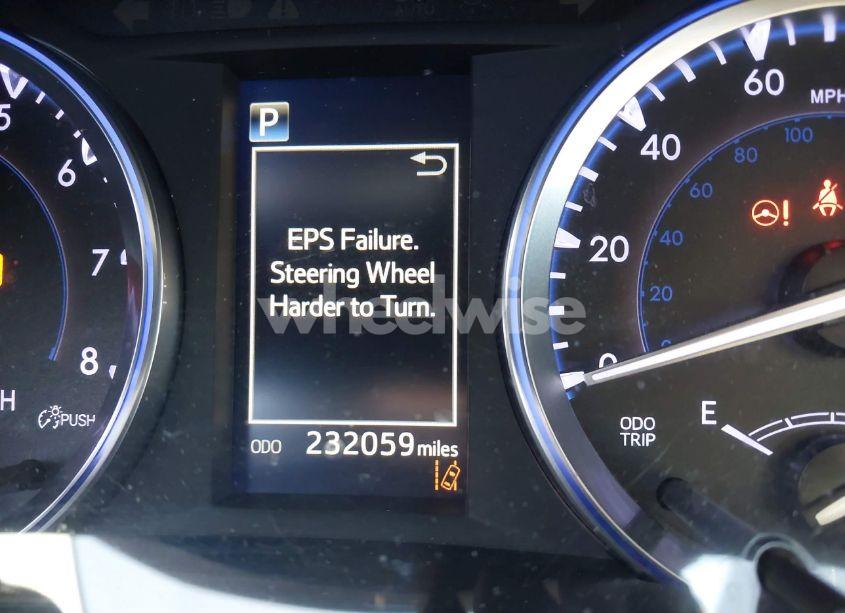 5
6
7
8
H
PUSH
P
EPS Failure.
Steering Wheel
Harder to Turn.
wheelwise
ODO 232059 miles
60
MPH
40
20
0
100
80
60
40
20
0
!
ODO
TRIP
E